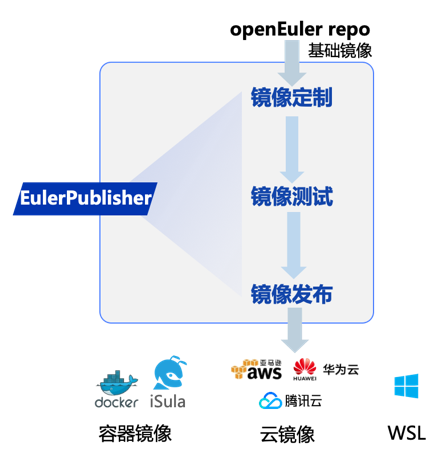 openEuler repo
基础镜像
镜像定制
EulerPublisher
镜像测试
镜像发布
docker
iSula
亚马逊
aws
HUAWEI
华为云
腾讯云
容器镜像
云镜像
WSL